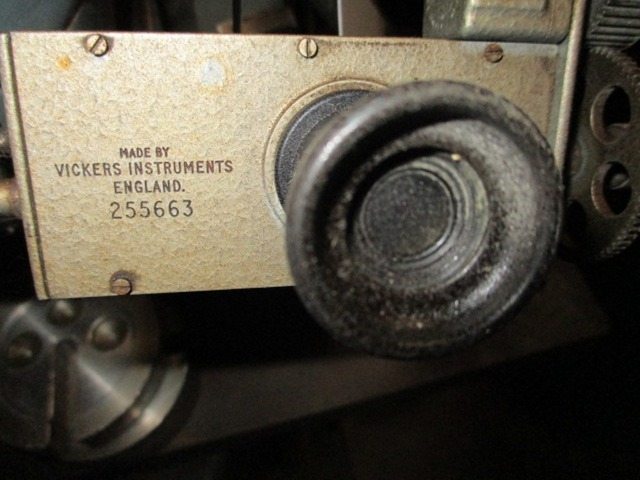 MADE BY
VICKERS INSTRUMENTS
ENGLAND.
255663